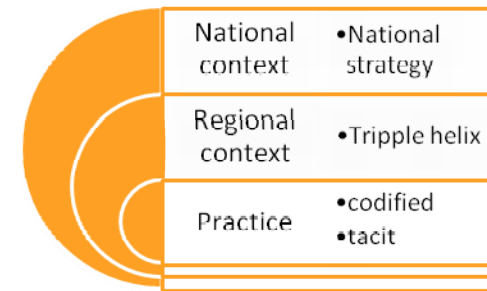 National
context
•National
strategy
Regional
context
•Tripple helix
Practice
•codified
•tacit